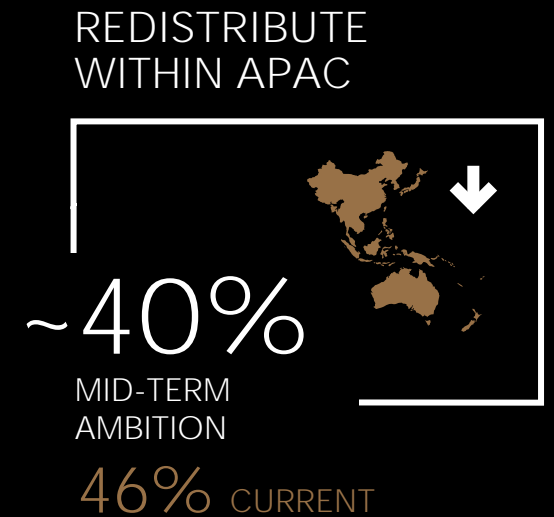 REDISTRIBUTE
WITHIN APAC
~40%
MID-TERM
AMBITION
46% CURRENT